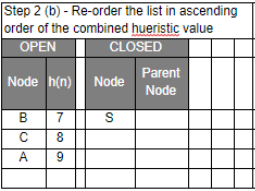 Step 2 (b) - Re-order the list in ascending
order of the combined hueristic value
OPEN CLOSED
Node h(n) Node Parent
Node
B 7 S
C 8
A 9